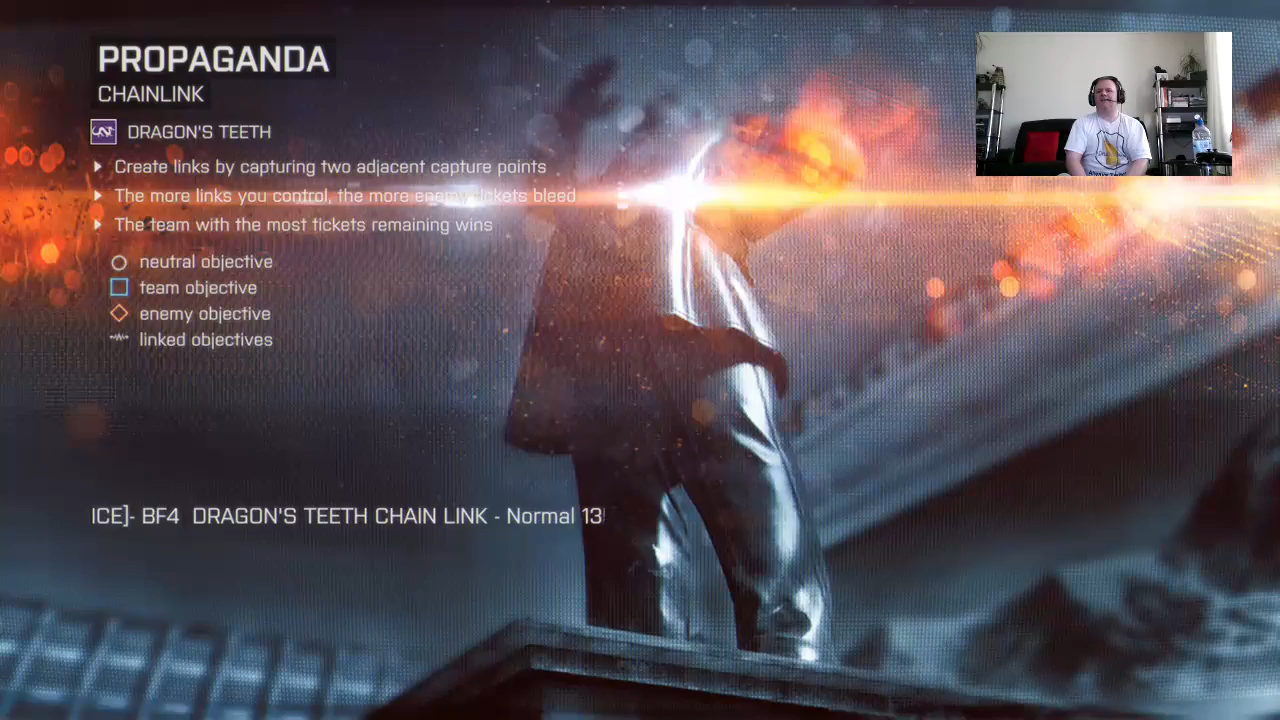 PROPAGANDA
CHAINLINK
DRAGON'S TEETH
Create links by capturing two adjacent capture points
The more links you control, the more enemy tickets bleed
The team with the most tickets remaining wins
neutral objective
team objective
enemy objective
linked objectives
ICE]- BF4 DRAGON'S TEETH CHAIN LINK - Normal 13